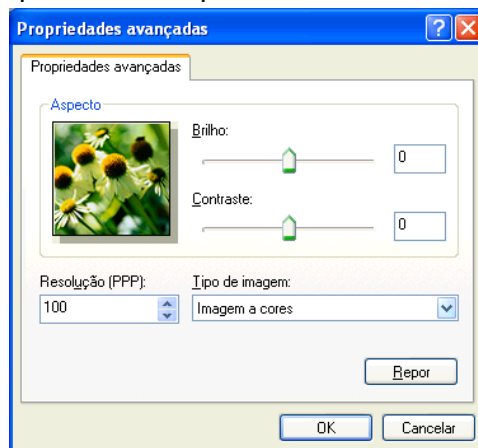 Propriedades avançadas
Propriedades avançadas
Aspecto
Brilho:
0
Contraste:
0
Resolução (PPP):
Tipo de imagem:
100
Imagem a cores
Repor
OK
Cancelar